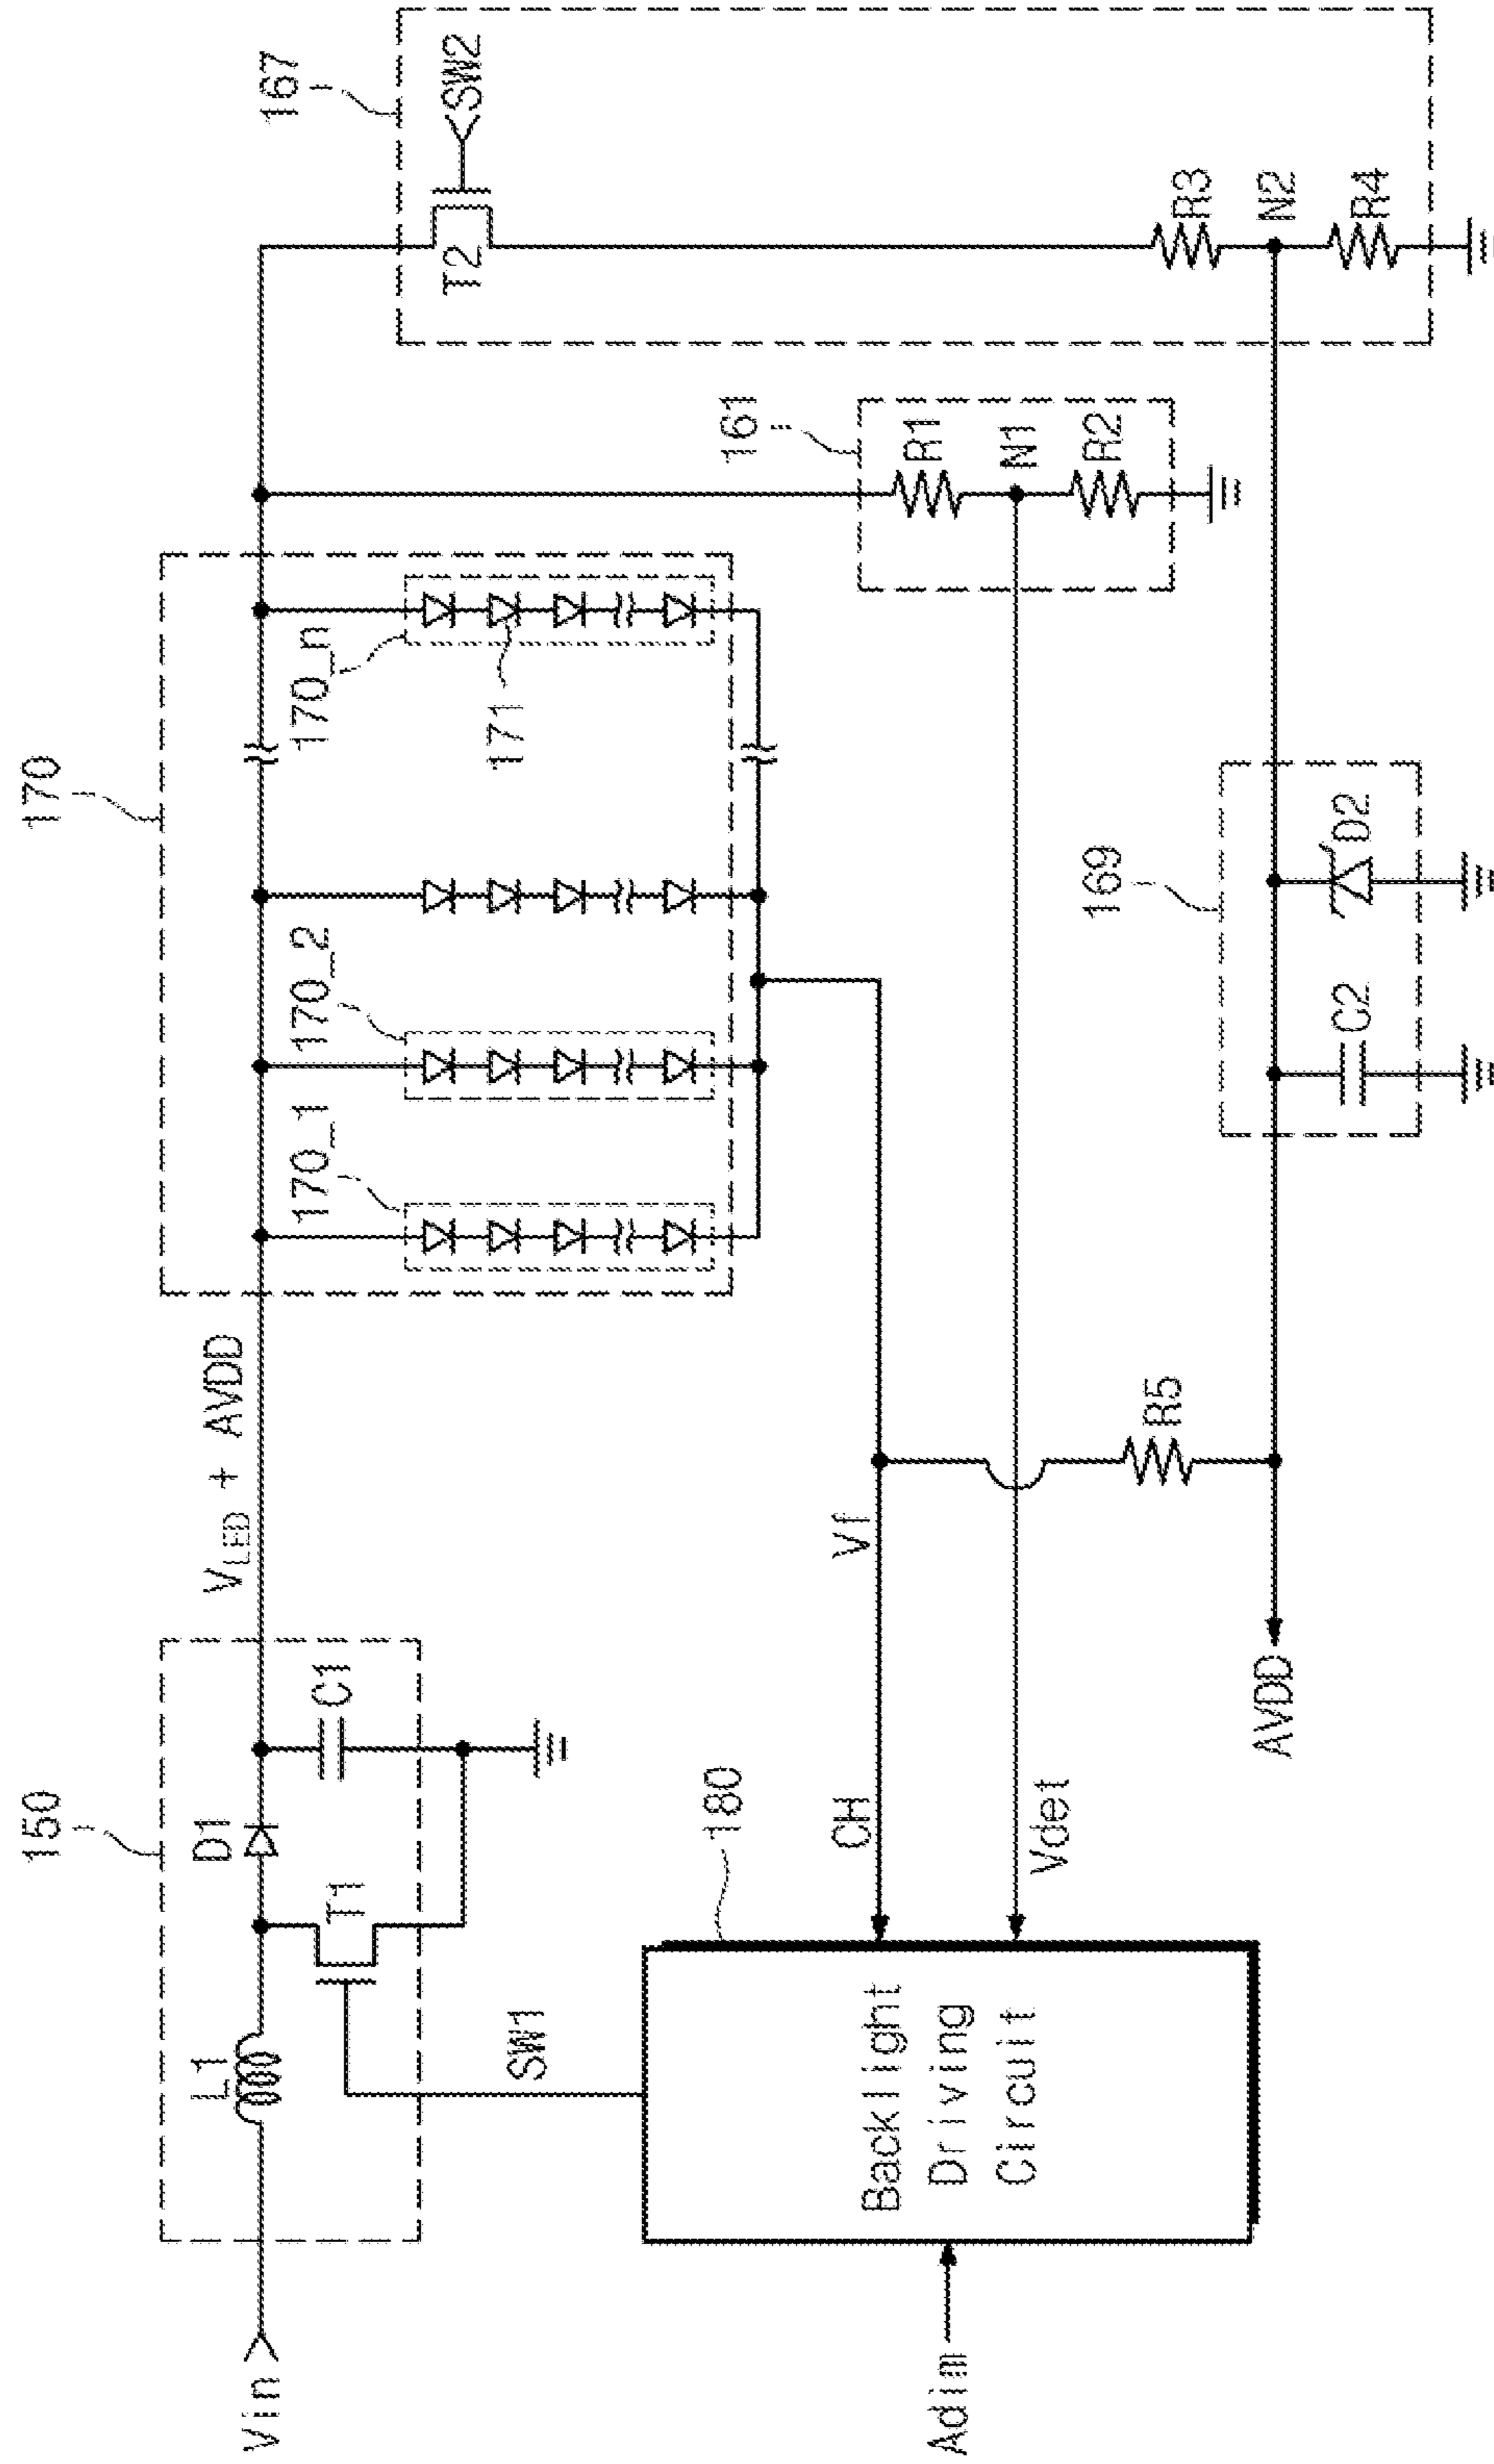 150
170
167
Vin
L1
D1
T1
C1
V_LED + AVDD
170_1
170_2
170_n
171
T2
SW2
SW1
180
161
R1
N1
R2
Backlight
Driving
Circuit
Adim
CH
Vf
Vdet
R5
169
C2
D2
R3
N2
R4
AVDD